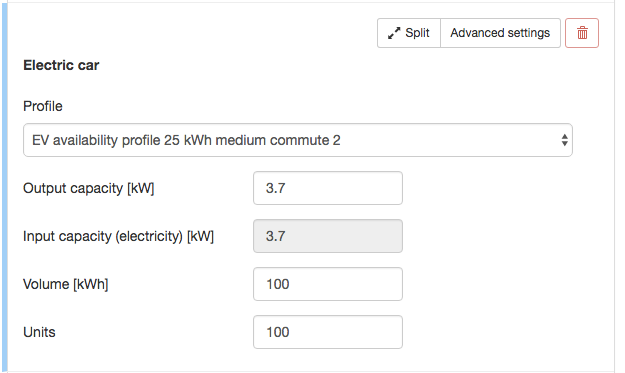 Split
Advanced settings
Electric car
Profile
EV availability profile 25 kWh medium commute 2
Output capacity [kW]
3.7
Input capacity (electricity) [kW]
3.7
Volume [kWh]
100
Units
100